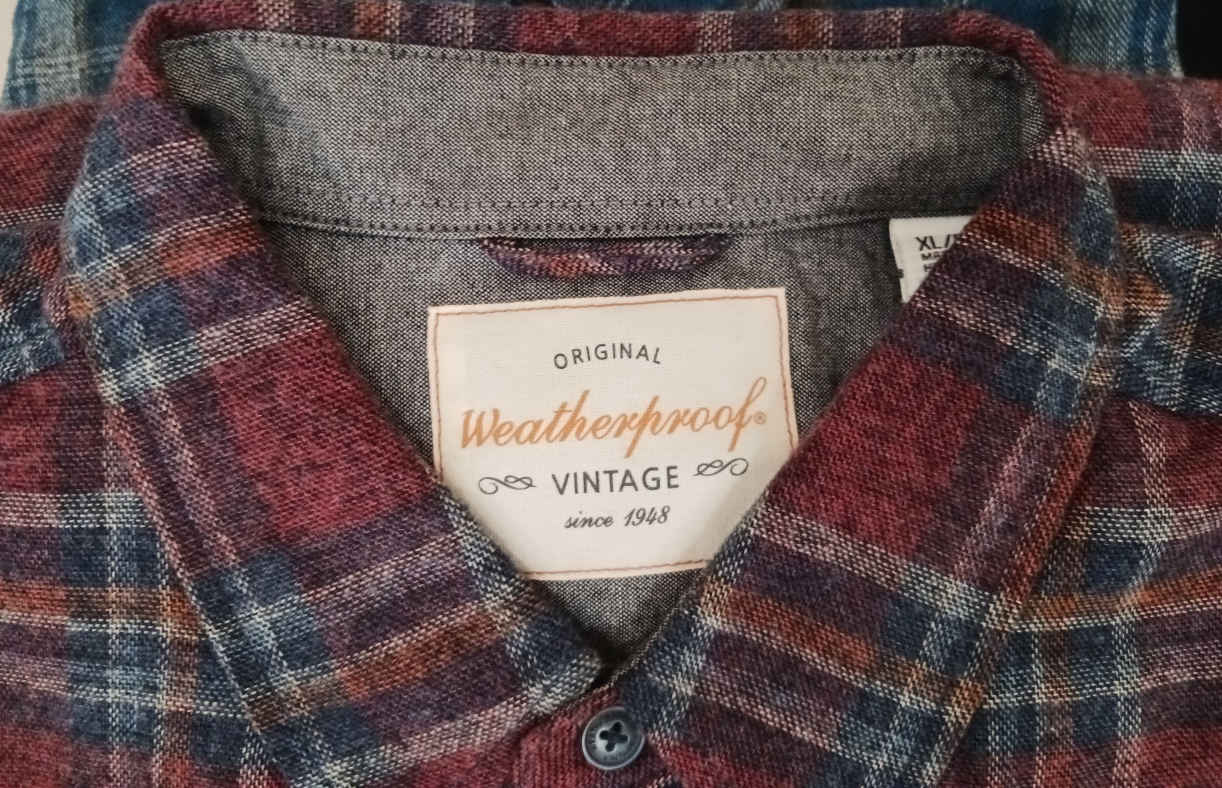 XL/
ORIGINAL
Weatherproof®
VINTAGE
since 1948